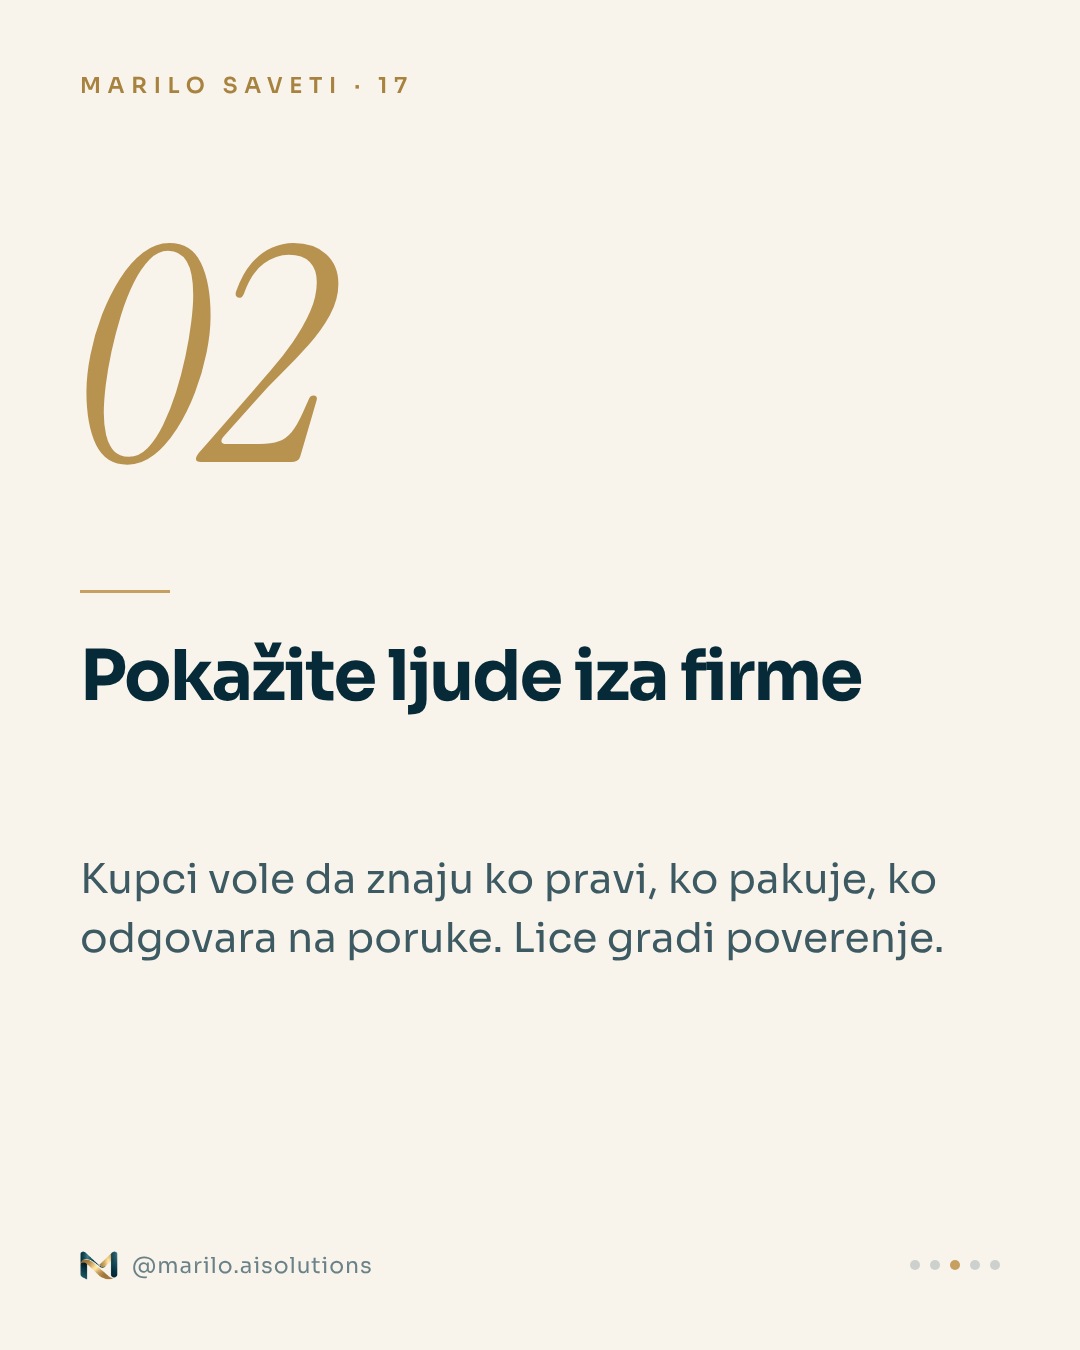 MARILO SAVETI · 17
02
Pokažite ljude iza firme
Kupci vole da znaju ko pravi, ko pakuje, ko
odgovara na poruke. Lice gradi poverenje.
@marilo.aisolutions